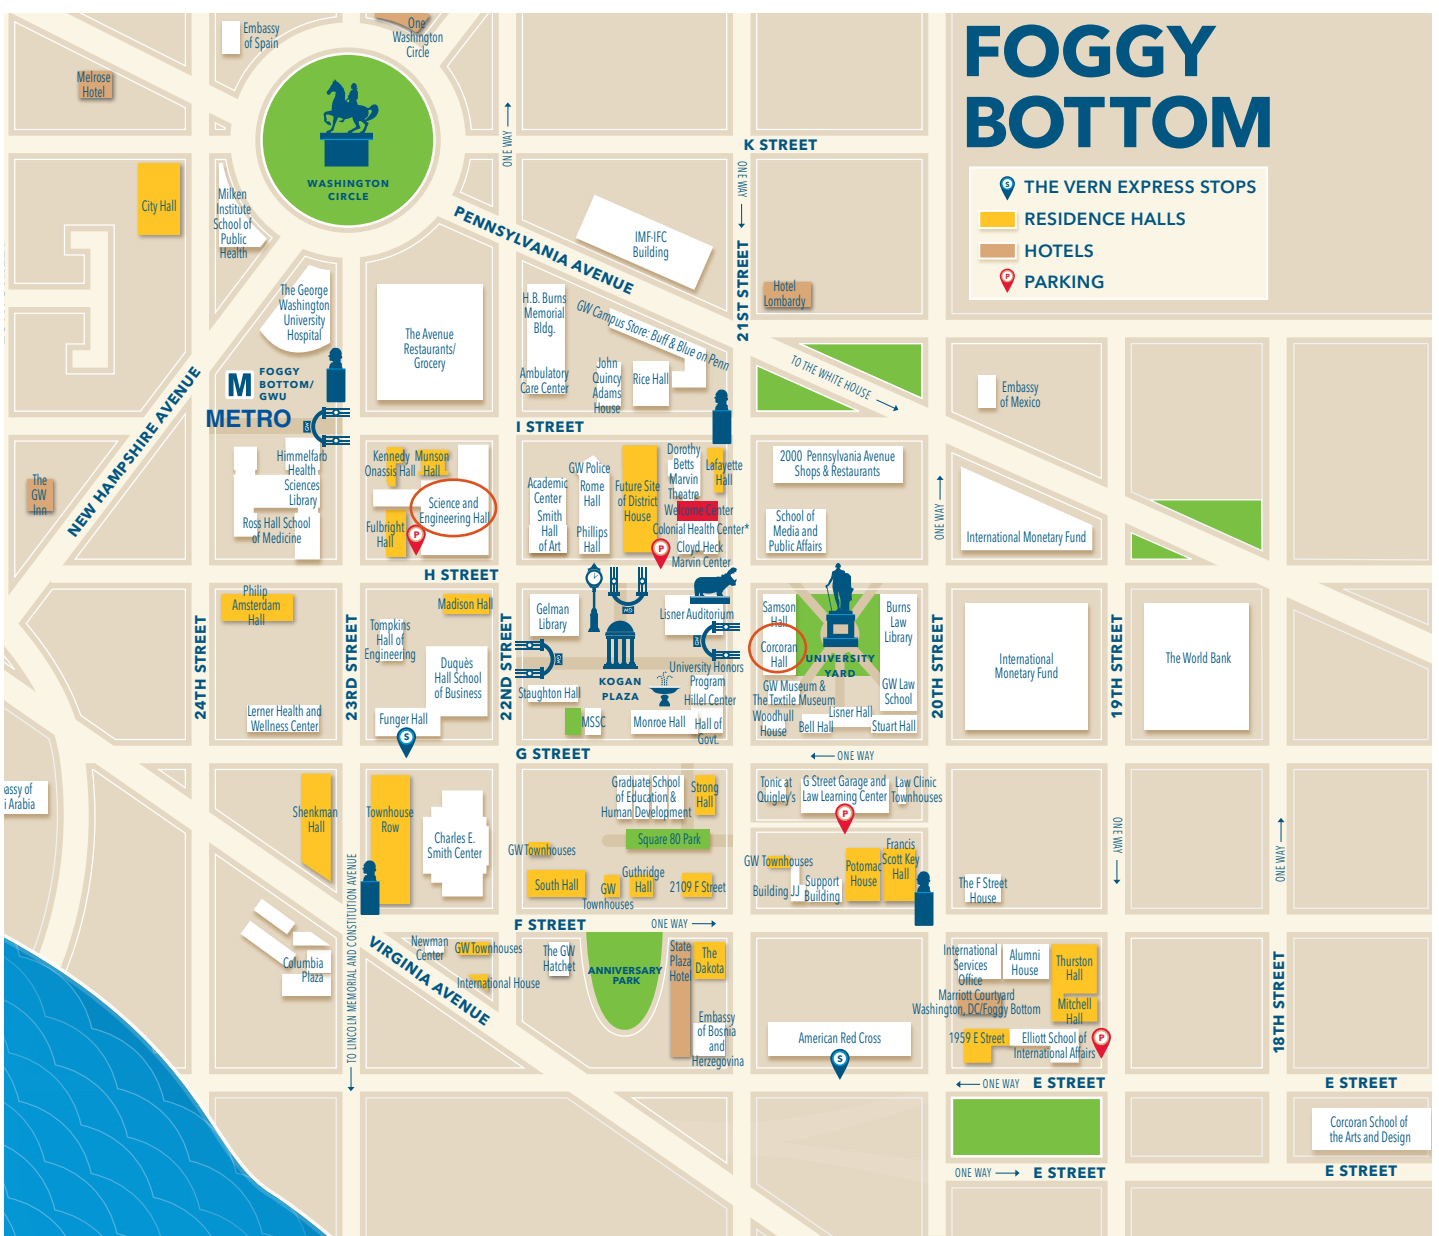 FOGGY
BOTTOM
S THE VERN EXPRESS STOPS
RESIDENCE HALLS
HOTELS
P PARKING
Embassy
of Spain
One
Washington
Circle
Melrose
Hotel
WASHINGTON
CIRCLE
ONE WAY
K STREET
ONE WAY
City Hall
Milken
Institute
School of
Public
Health
PENNSYLVANIA AVENUE
IMF-IFC
Building
21ST STREET
Hotel
Lombardy
The George
Washington
University
Hospital
The Avenue
Restaurants/
Grocery
H.B. Burns
Memorial
Bldg.
Ambulatory
Care Center
GW Campus Store: Buff & Blue on Penn
John
Quincy
Adams
House
Rice Hall
TO THE WHITE HOUSE
Embassy
of Mexico
M
FOGGY
BOTTOM/
GWU
METRO
NEW HAMPSHIRE AVENUE
I STREET
The
GW
Inn
Himmelfarb
Health
Sciences
Library
Ross Hall School
of Medicine
Kennedy
Onassis Hall
Munson
Hall
Science and
Engineering Hall
Fulbright
Hall
P
Academic
Center
Smith
Hall
of Art
GW Police
Rome
Hall
Phillips
Hall
Future Site
of District
House
Dorothy
Betts
Marvin
Theatre
Lafayette
Hall
Welcome Center
Colonial Health Center*
Cloyd Heck
Marvin Center
P
2000 Pennsylvania Avenue
Shops & Restaurants
School of
Media and
Public Affairs
ONE WAY
International Monetary Fund
H STREET
24TH STREET
23RD STREET
22ND STREET
20TH STREET
19TH STREET
Philip
Amsterdam
Hall
Madison Hall
Tompkins
Hall of
Engineering
Duquès
Hall School
of Business
Lerner Health and
Wellness Center
Funger Hall
S
Gelman
Library
KOGAN
PLAZA
Staughton Hall
MSSC
Lisner Auditorium
University Honors
Program
Hillel Center
Monroe Hall
Hall of
Govt.
Samson
Hall
Corcoran
Hall
UNIVERSITY
YARD
Burns
Law
Library
GW Museum &
The Textile Museum
GW Law
School
Woodhull
House
Bell Hall
Lisner Hall
Stuart Hall
International
Monetary Fund
The World Bank
G STREET
ONE WAY
assy of
i Arabia
Shenkman
Hall
Townhouse
Row
Charles E.
Smith Center
Graduate School
of Education &
Human Development
Strong
Hall
Square 80 Park
GW Townhouses
South Hall
GW
Townhouses
Guthridge
Hall
2109 F Street
Tonic at
Quigley's
G Street Garage and
Law Learning Center
P
Law Clinic
Townhouses
GW Townhouses
Building JJ
Support
Building
Potomac
House
Francis
Scott Key
Hall
The F Street
House
ONE WAY
ONE WAY
TO LINCOLN MEMORIAL AND CONSTITUTION AVENUE
F STREET
ONE WAY
VIRGINIA AVENUE
Columbia
Plaza
Newman
Center
GW Townhouses
International House
The GW
Hatchet
ANNIVERSARY
PARK
State
Plaza
Hotel
The
Dakota
Embassy
of Bosnia
and
Herzegovina
American Red Cross
S
International
Services
Office
Alumni
House
Thurston
Hall
Marriott Courtyard
Washington, DC/Foggy Bottom
Mitchell
Hall
1959 E Street
Elliott School of
International Affairs
P
18TH STREET
ONE WAY
E STREET
E STREET
Corcoran School of
the Arts and Design
ONE WAY
E STREET
E STREET